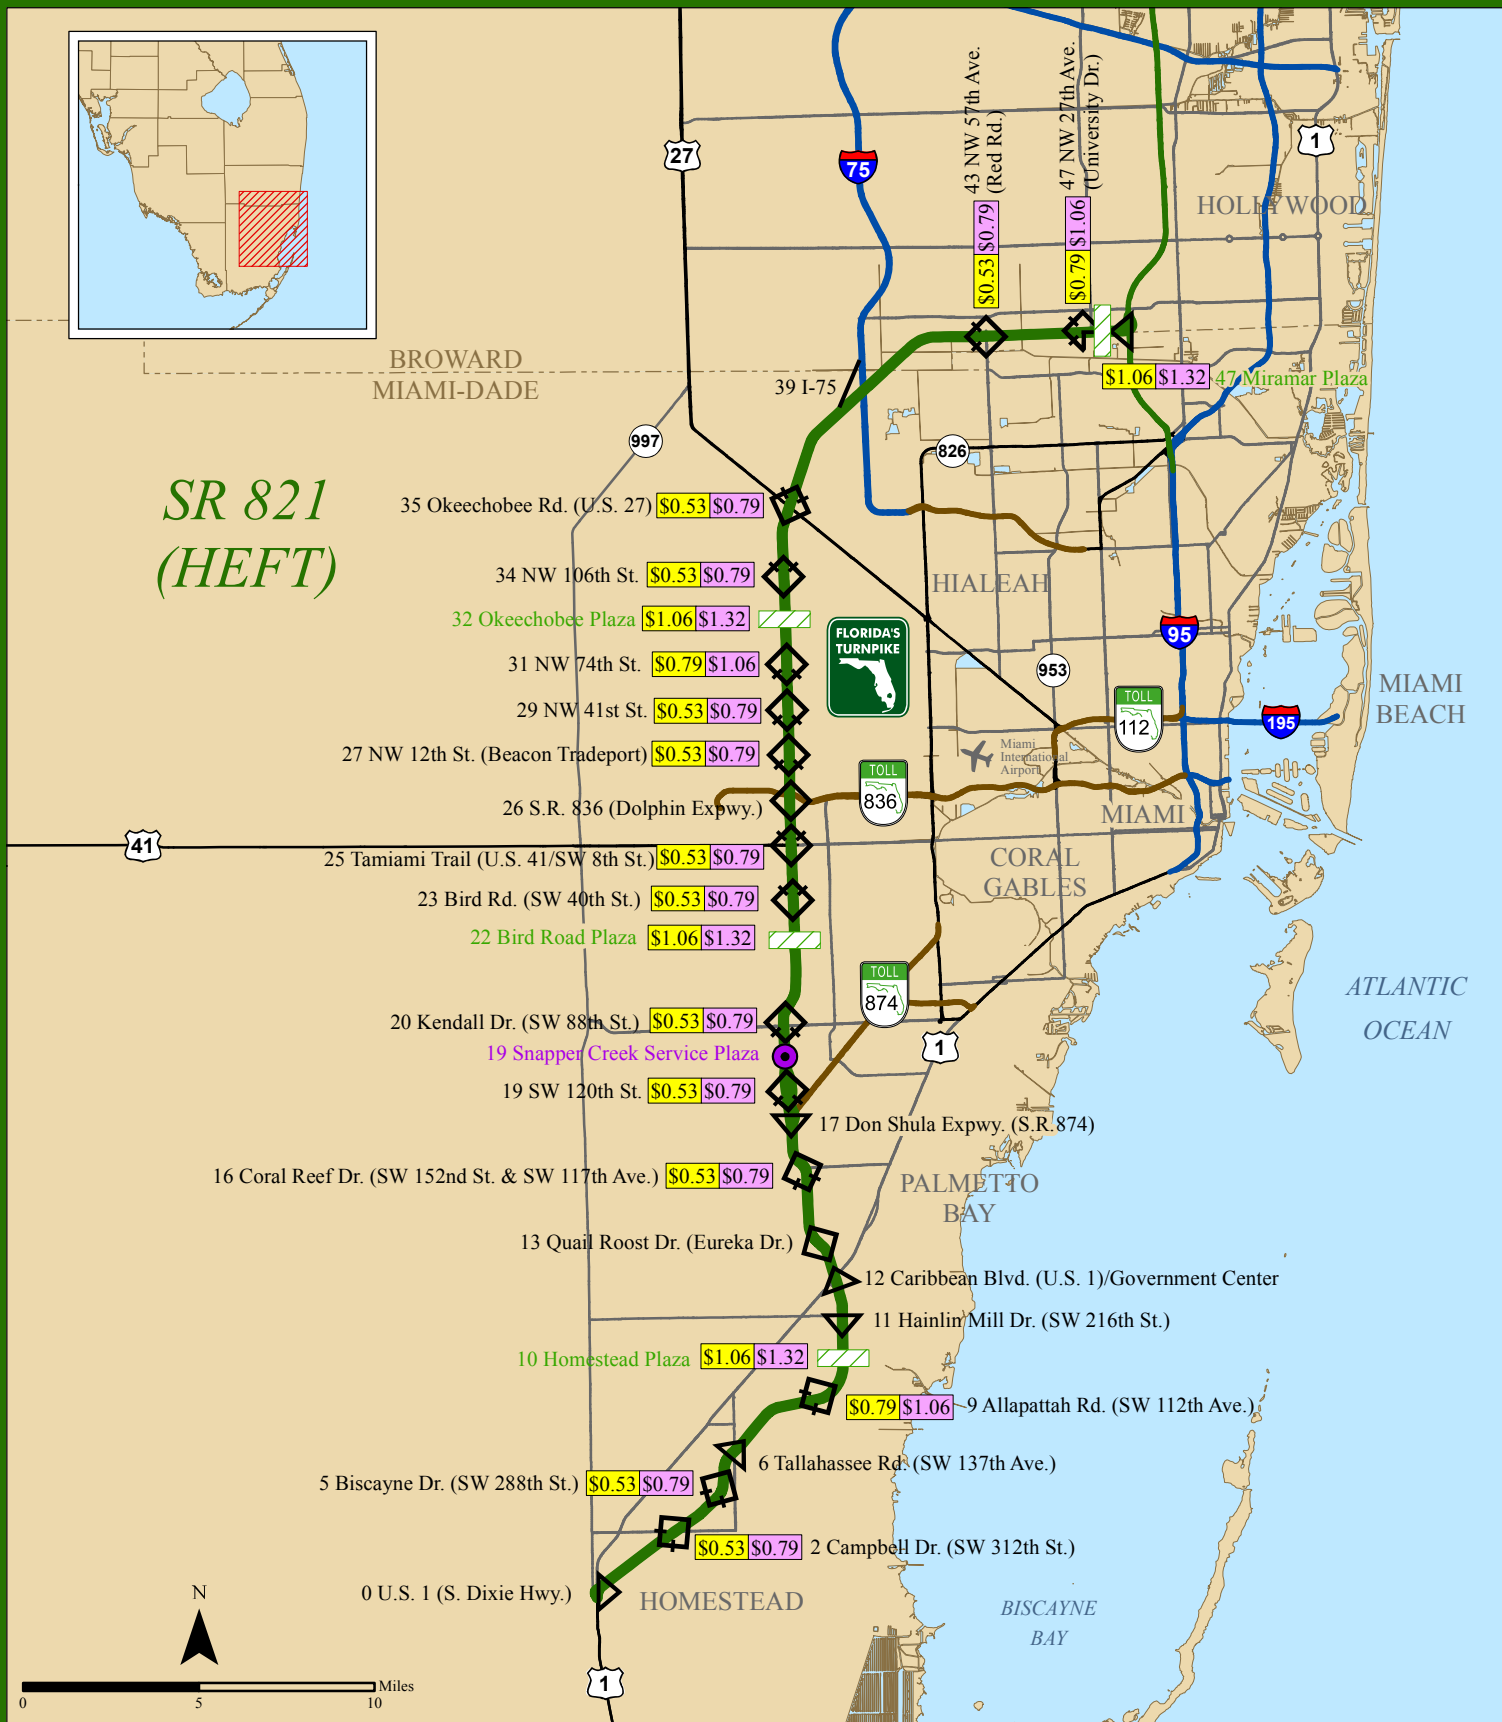 43 NW 57th Ave.
(Red Rd.)
$0.53 $0.79
47 NW 27th Ave.
(University Dr.)
$0.79 $1.06
27
75
1
HOLLYWOOD
BROWARD
MIAMI-DADE
39 I-75
$1.06 $1.32 47 Miramar Plaza
997
826
SR 821
(HEFT)
35 Okeechobee Rd. (U.S. 27) $0.53 $0.79
34 NW 106th St. $0.53 $0.79
HIALEAH
32 Okeechobee Plaza $1.06 $1.32
FLORIDA'S
TURNPIKE
95
31 NW 74th St. $0.79 $1.06
953
MIAMI
BEACH
29 NW 41st St. $0.53 $0.79
TOLL
112
195
27 NW 12th St. (Beacon Tradeport) $0.53 $0.79
Miami
International
Airport
TOLL
836
26 S.R. 836 (Dolphin Expwy.)
MIAMI
41
25 Tamiami Trail (U.S. 41/SW 8th St.) $0.53 $0.79
CORAL
GABLES
23 Bird Rd. (SW 40th St.) $0.53 $0.79
22 Bird Road Plaza $1.06 $1.32
TOLL
874
ATLANTIC
OCEAN
20 Kendall Dr. (SW 88th St.) $0.53 $0.79
1
19 Snapper Creek Service Plaza
19 SW 120th St. $0.53 $0.79
17 Don Shula Expwy. (S.R.874)
16 Coral Reef Dr. (SW 152nd St. & SW 117th Ave.) $0.53 $0.79
PALMETTO
BAY
13 Quail Roost Dr. (Eureka Dr.)
12 Caribbean Blvd. (U.S. 1)/Government Center
11 Hainlin Mill Dr. (SW 216th St.)
10 Homestead Plaza $1.06 $1.32
$0.79 $1.06 9 Allapattah Rd. (SW 112th Ave.)
6 Tallahassee Rd. (SW 137th Ave.)
5 Biscayne Dr. (SW 288th St.) $0.53 $0.79
$0.53 $0.79 2 Campbell Dr. (SW 312th St.)
0 U.S. 1 (S. Dixie Hwy.)
HOMESTEAD
BISCAYNE
BAY
N
1
Miles
0 5 10